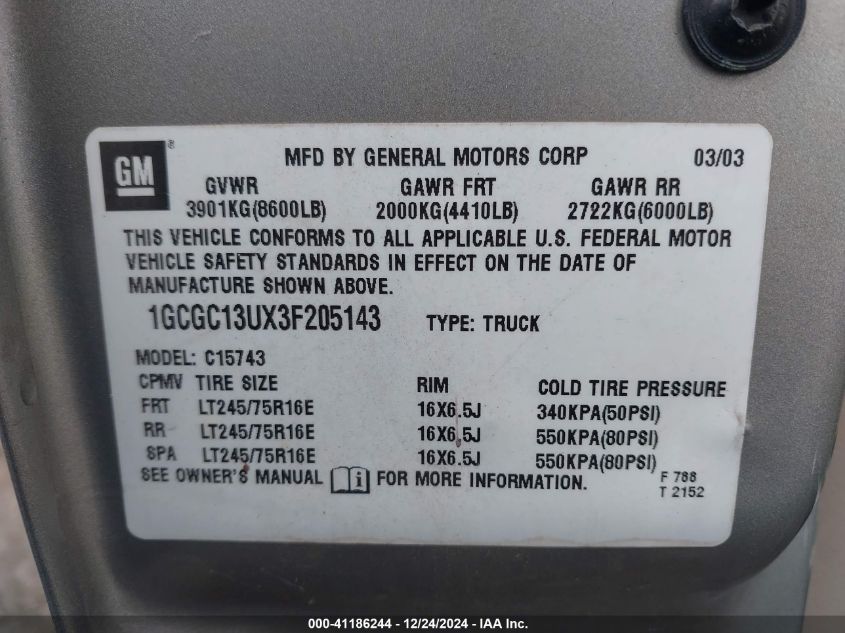 GM
MFD BY GENERAL MOTORS CORP 03/03
GVWR GAWR FRT GAWR RR
3901KG(8600LB) 2000KG(4410LB) 2722KG(6000LB)
THIS VEHICLE CONFORMS TO ALL APPLICABLE U.S. FEDERAL MOTOR
VEHICLE SAFETY STANDARDS IN EFFECT ON THE DATE OF
MANUFACTURE SHOWN ABOVE.
1GCGC13UX3F205143 TYPE: TRUCK
MODEL: C15743
CPMV TIRE SIZE RIM COLD TIRE PRESSURE
FRT LT245/75R16E 16X6.5J 340KPA(50PSI)
RR LT245/75R16E 16X6.5J 550KPA(80PSI)
SPA LT245/75R16E 16X6.5J 550KPA(80PSI)
SEE OWNER'S MANUAL i FOR MORE INFORMATION.
F 788
T 2152
000-41186244 - 12/24/2024 - IAA Inc.